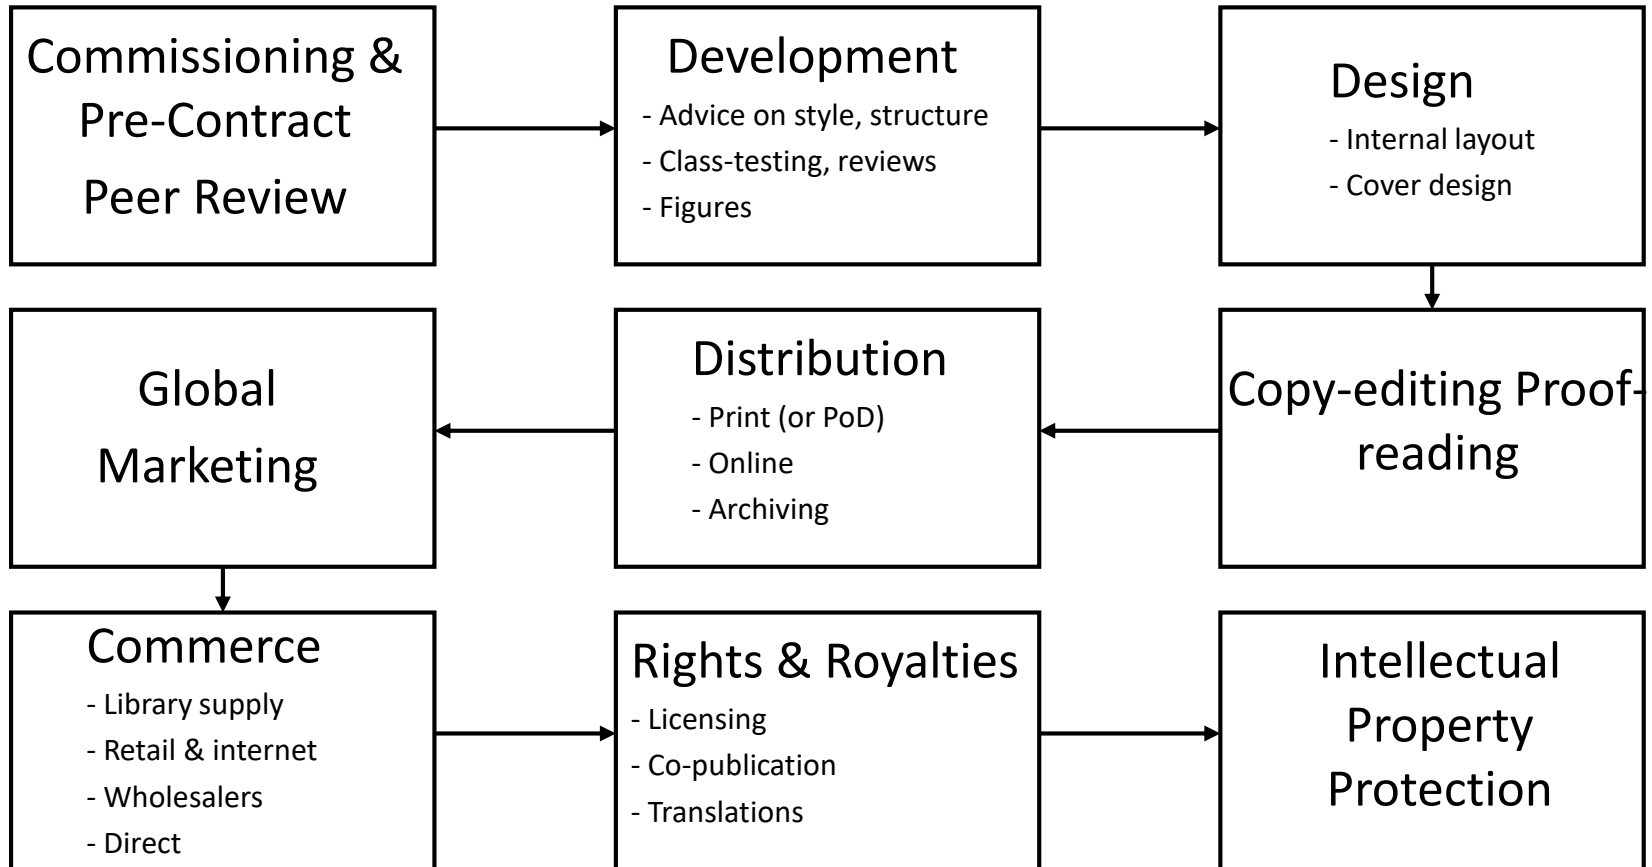 Commissioning &
Pre-Contract
Peer Review
Development
- Advice on style, structure
- Class-testing, reviews
- Figures
Design
- Internal layout
- Cover design
Copy-editing Proof-
reading
Distribution
- Print (or PoD)
- Online
- Archiving
Global
Marketing
Commerce
- Library supply
- Retail & internet
- Wholesalers
- Direct
Rights & Royalties
- Licensing
- Co-publication
- Translations
Intellectual
Property
Protection